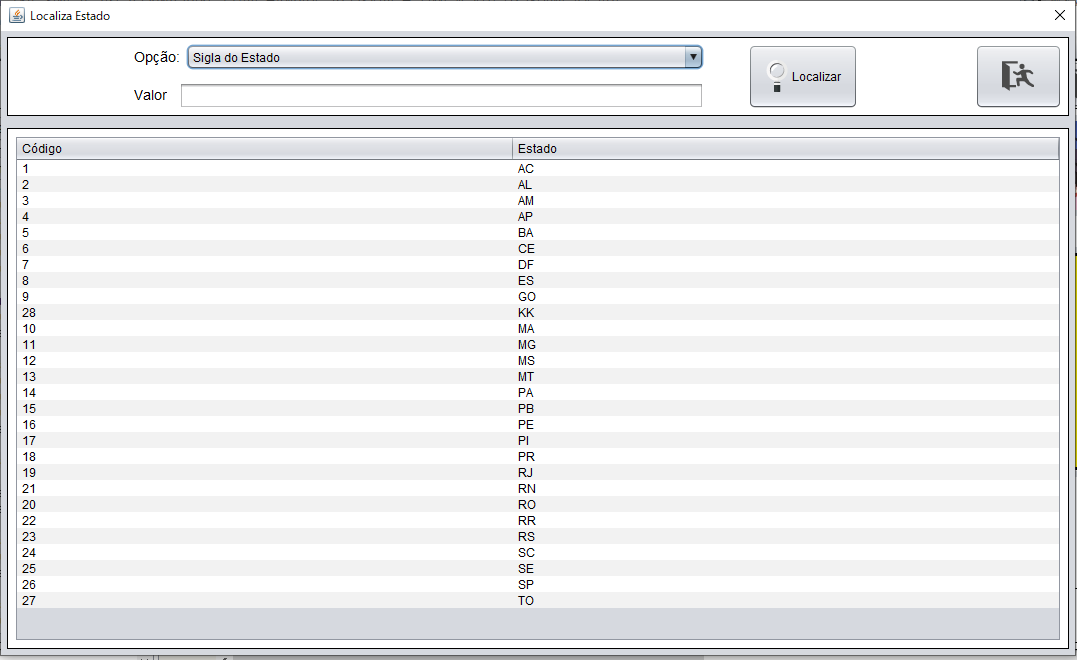 Localiza Estado
Opção: Sigla do Estado
Localizar
Valor
Código Estado
1 AC
2 AL
3 AM
4 AP
5 BA
6 CE
7 DF
8 ES
9 GO
28 KK
10 MA
11 MG
12 MS
13 MT
14 PA
15 PB
16 PE
17 PI
18 PR
19 RJ
21 RN
20 RO
22 RR
23 RS
24 SC
25 SE
26 SP
27 TO